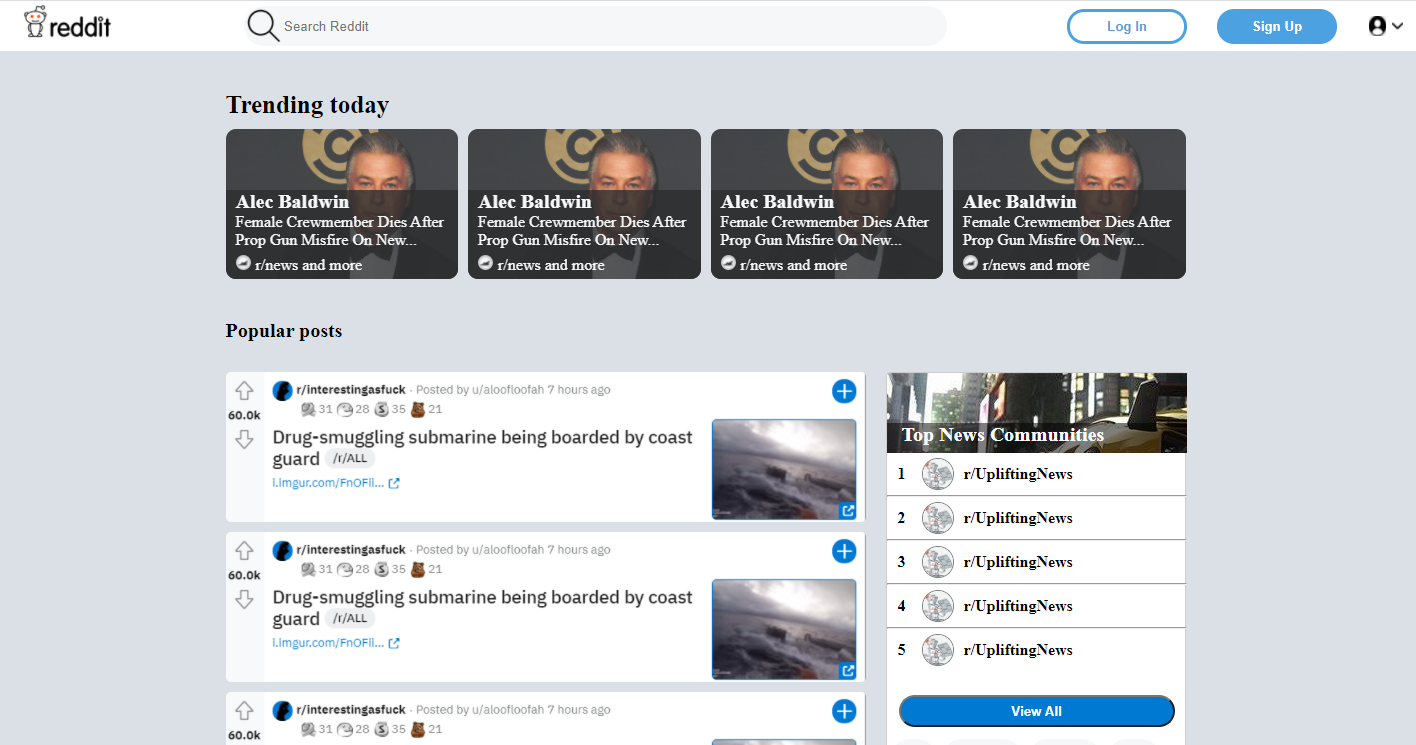 reddit
Search Reddit
Log In
Sign Up
Trending today
Alec Baldwin
Female Crewmember Dies After
Prop Gun Misfire On New...
r/news and more
Alec Baldwin
Female Crewmember Dies After
Prop Gun Misfire On New...
r/news and more
Alec Baldwin
Female Crewmember Dies After
Prop Gun Misfire On New...
r/news and more
Alec Baldwin
Female Crewmember Dies After
Prop Gun Misfire On New...
r/news and more
Popular posts
r/interestingasfuck · Posted by u/aloofloofah 7 hours ago
31 28 S 35 21
60.0k
Drug-smuggling submarine being boarded by coast
guard /r/ALL
i.imgur.com/FnOFIi...
r/interestingasfuck · Posted by u/aloofloofah 7 hours ago
31 28 S 35 21
60.0k
Drug-smuggling submarine being boarded by coast
guard /r/ALL
i.imgur.com/FnOFIi...
r/interestingasfuck · Posted by u/aloofloofah 7 hours ago
31 28 S 35 21
60.0k
Top News Communities
1 r/UpliftingNews
2 r/UpliftingNews
3 r/UpliftingNews
4 r/UpliftingNews
5 r/UpliftingNews
View All